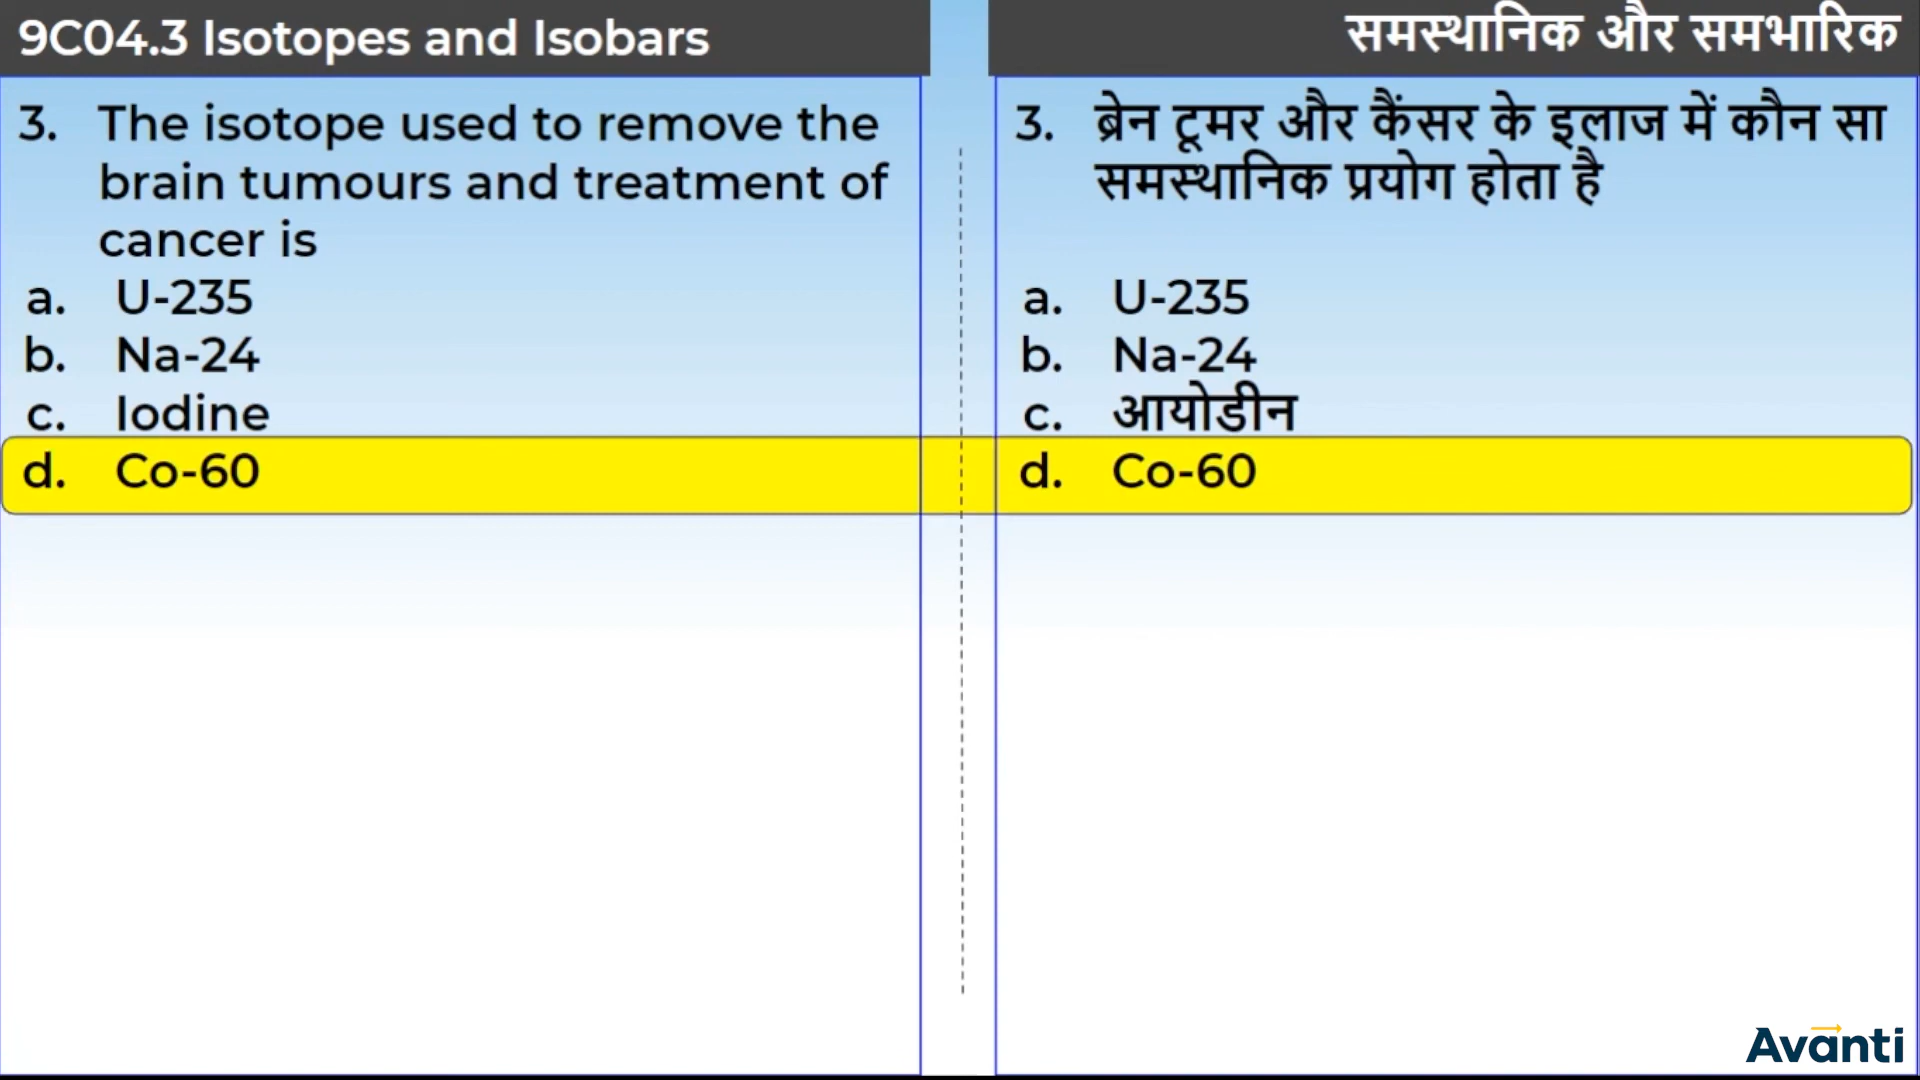 9C04.3 Isotopes and Isobars
समस्थानिक और समभारिक
3. The isotope used to remove the
brain tumours and treatment of
cancer is
a. U-235
b. Na-24
c. Iodine
d. Co-60
3. ब्रेन टूमर और कैंसर के इलाज में कौन सा
समस्थानिक प्रयोग होता है
a. U-235
b. Na-24
c. आयोडीन
d. Co-60
Avanti